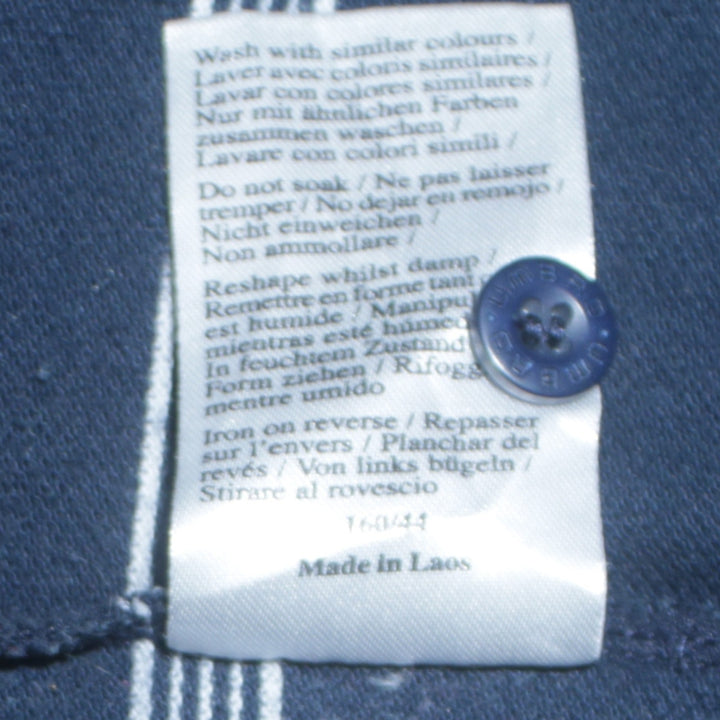 Wash with similar colours /
Laver avec coloris similaires /
Lavar con colores similares /
Nur mit ähnlichen Farben
zusammen waschen /
Lavare con colori simili /
Do not soak / Ne pas laisser
tremper / No dejar en remojo /
Nicht einweichen /
Non ammollare /
Reshape whilst damp /
Remettre en forme tant
est humide / Manipul
mientras esté húmed
In feuchtem Zustand
Form ziehen / Rifogg
mentre umido
Iron on reverse / Repasser
sur l'envers / Planchar del
revés / Von links bügeln /
Stirare al rovescio
160/44
Made in Laos
UMBRO
UMBRO